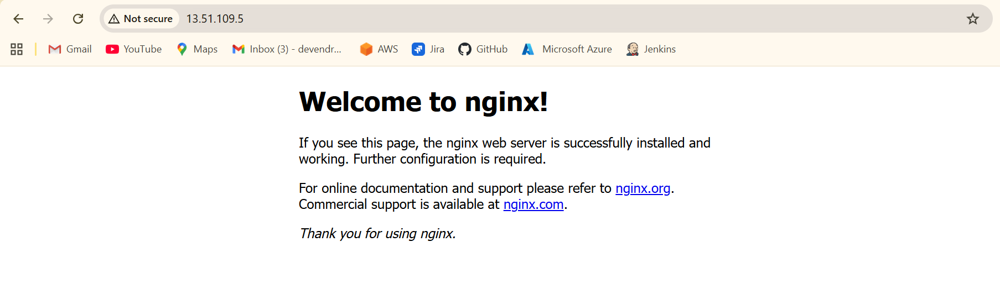 Not secure 13.51.109.5
Gmail YouTube Maps Inbox (3) - devendr... AWS Jira GitHub Microsoft Azure Jenkins
Welcome to nginx!
If you see this page, the nginx web server is successfully installed and
working. Further configuration is required.
For online documentation and support please refer to nginx.org.
Commercial support is available at nginx.com.
Thank you for using nginx.